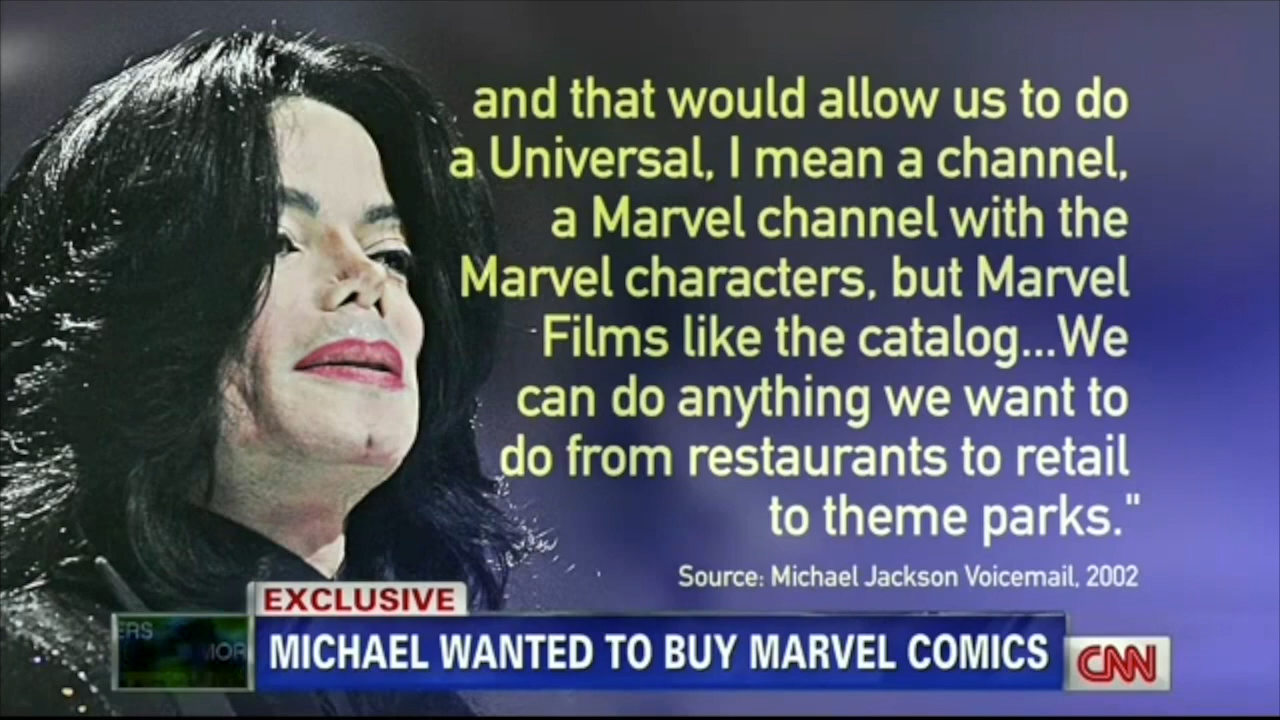 and that would allow us to do
a Universal, I mean a channel,
a Marvel channel with the
Marvel characters, but Marvel
Films like the catalog...We
can do anything we want to
do from restaurants to retail
to theme parks."
Source: Michael Jackson Voicemail, 2002
EXCLUSIVE
ERS
MOR
MICHAEL WANTED TO BUY MARVEL COMICS
CNN